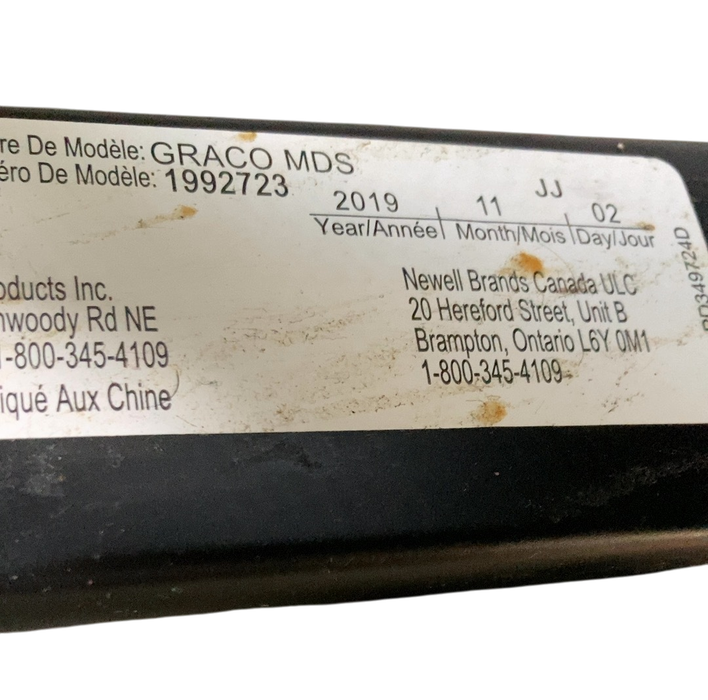 re De Modèle: GRACO MDS
éro De Modèle: 1992723
JJ
2019 11 02
Year/Année Month/Mois Day/Jour
oducts Inc.
nwoody Rd NE
1-800-345-4109
iqué Aux Chine
Newell Brands Canada ULC
20 Hereford Street, Unit B
Brampton, Ontario L6Y 0M1
1-800-345-4109